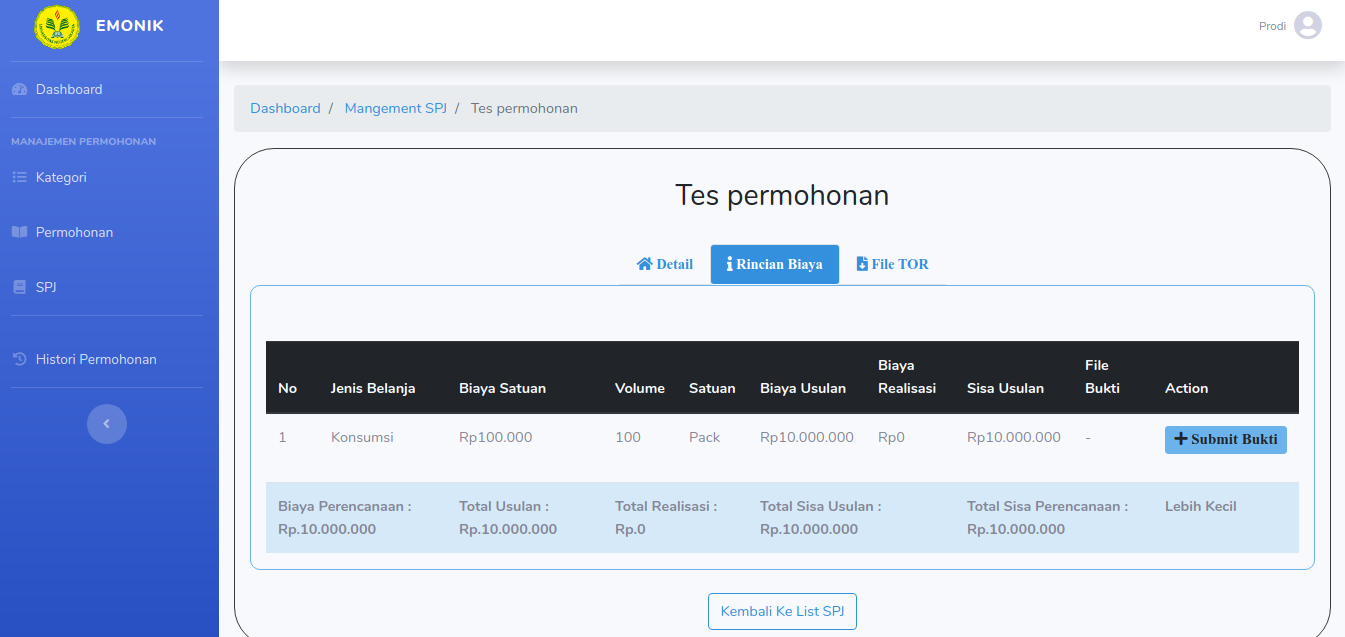 EMONIK
Prodi
Dashboard
MANAJEMEN PERMOHONAN
Kategori
Permohonan
SPJ
Histori Permohonan
Dashboard / Mangement SPJ / Tes permohonan
Tes permohonan
Detail Rincian Biaya File TOR
No Jenis Belanja Biaya Satuan Volume Satuan Biaya Usulan Biaya Realisasi Sisa Usulan File Bukti Action
1 Konsumsi Rp100.000 100 Pack Rp10.000.000 Rp0 Rp10.000.000 - Submit Bukti
Biaya Perencanaan : Total Usulan : Total Realisasi : Total Sisa Usulan : Total Sisa Perencanaan : Lebih Kecil
Rp.10.000.000 Rp.10.000.000 Rp.0 Rp.10.000.000 Rp.10.000.000
Kembali Ke List SPJ